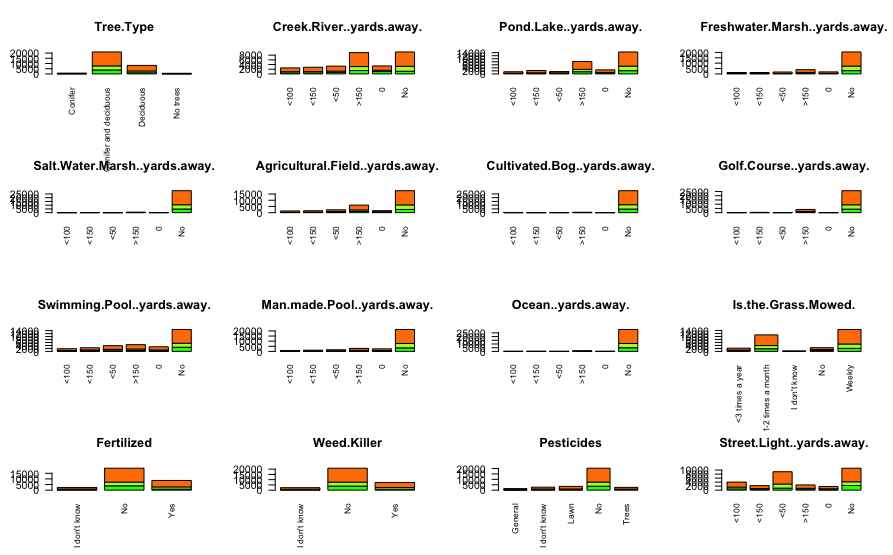 Tree.Type
20000
15000
5000
0
Conifer
Conifer and deciduous
Deciduous
No trees
Creek.River..yards.away.
8000
6000
4000
2000
0
<100
<150
<50
>150
0
No
Pond.Lake..yards.away.
14000
2000
0
<100
<150
<50
>150
0
No
Freshwater.Marsh..yards.away.
20000
15000
5000
0
<100
<150
<50
>150
0
No
Salt.Water.Marsh..yards.away.
25000
0
<100
<150
<50
>150
0
No
Agricultural.Field..yards.away.
15000
5000
0
<100
<150
<50
>150
0
No
Cultivated.Bog..yards.away.
25000
0
<100
<150
<50
>150
0
No
Golf.Course..yards.away.
25000
0
<100
<150
<50
>150
0
No
Swimming.Pool..yards.away.
14000
2000
0
<100
<150
<50
>150
0
No
Man.made.Pool..yards.away.
20000
0
<100
<150
<50
>150
0
No
Ocean..yards.away.
25000
0
<100
<150
<50
>150
0
No
Is.the.Grass.Mowed.
14000
2000
0
<3 times a year
1-2 times a month
I don't know
No
Weekly
Fertilized
15000
5000
0
I don't know
No
Yes
Weed.Killer
20000
15000
5000
0
I don't know
No
Yes
Pesticides
15000
5000
0
General
I don't know
Lawn
No
Trees
Street.Light..yards.away.
10000
2000
0
<100
<150
<50
>150
0
No